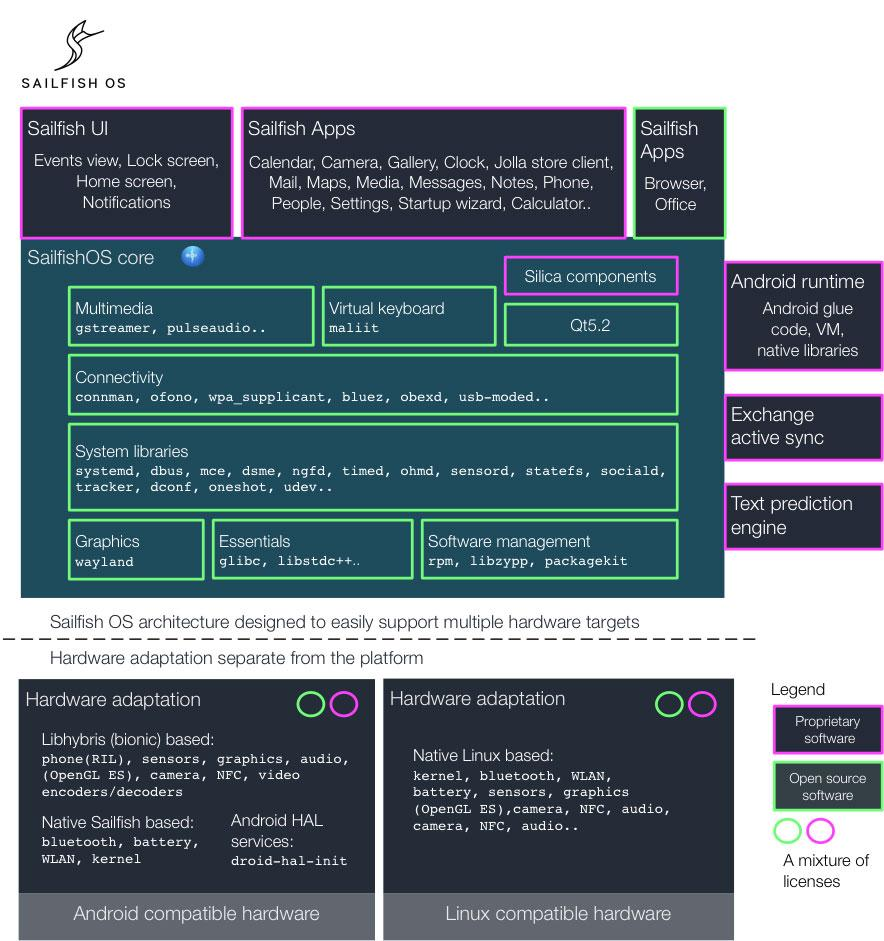 SAILFISH OS
Sailfish UI
Events view, Lock screen,
Home screen,
Notifications
Sailfish Apps
Calendar, Camera, Gallery, Clock, Jolla store client,
Mail, Maps, Media, Messages, Notes, Phone,
People, Settings, Startup wizard, Calculator..
Sailfish
Apps
Browser,
Office
SailfishOS core
Silica components
Multimedia
gstreamer, pulseaudio..
Virtual keyboard
maliit
Qt5.2
Connectivity
connman, ofono, wpa_supplicant, bluez, obexd, usb-moded..
System libraries
systemd, dbus, mce, dsme, ngfd, timed, ohmd, sensord, statefs, sociald,
tracker, dconf, oneshot, udev..
Graphics
wayland
Essentials
glibc, libstdc++..
Software management
rpm, libzypp, packagekit
Android runtime
Android glue
code, VM,
native libraries
Exchange
active sync
Text prediction
engine
Sailfish OS architecture designed to easily support multiple hardware targets
Hardware adaptation separate from the platform
Hardware adaptation
Libhybris (bionic) based:
phone(RIL), sensors, graphics, audio,
(OpenGL ES), camera, NFC, video
encoders/decoders
Native Sailfish based:
bluetooth, battery,
WLAN, kernel
Android HAL
services:
droid-hal-init
Android compatible hardware
Hardware adaptation
Native Linux based:
kernel, bluetooth, WLAN,
battery, sensors, graphics
(OpenGL ES),camera, NFC, audio,
camera, NFC, audio..
Linux compatible hardware
Legend
Proprietary
software
Open source
software
A mixture of
licenses